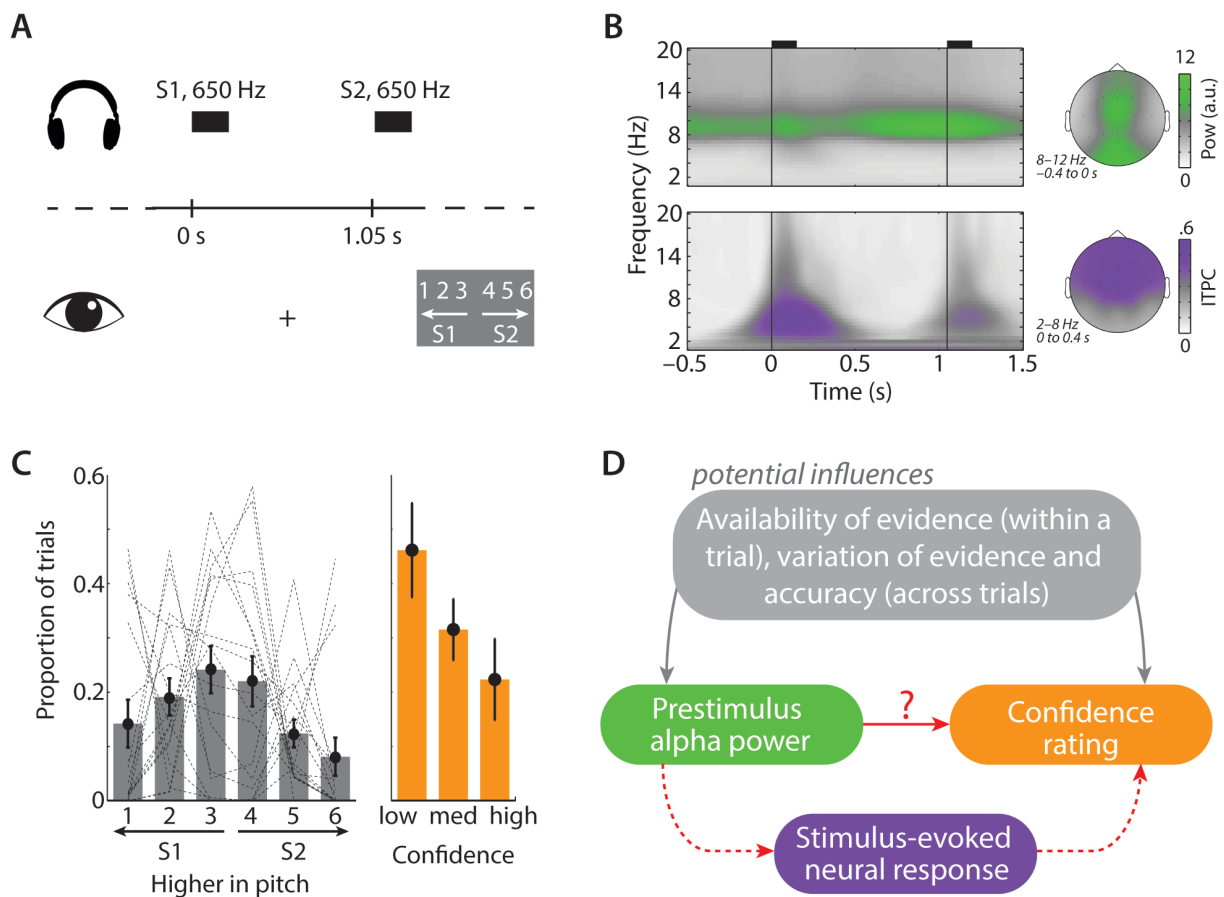 A
S1, 650 Hz
S2, 650 Hz
0 s
1.05 s
+
1 2 3 4 5 6
S1 S2
B
20
14
8
2
Frequency (Hz)
20
14
8
2
−0.5 0 0.5 1 1.5
Time (s)
8–12 Hz
−0.4 to 0 s
12
Pow (a.u.)
0
2–8 Hz
0 to 0.4 s
.6
ITPC
0
C
0.6
0.4
0.2
0
Proportion of trials
1 2 3 4 5 6
S1 S2
Higher in pitch
low med high
Confidence
D
potential influences
Availability of evidence (within a
trial), variation of evidence and
accuracy (across trials)
Prestimulus
alpha power
?
Confidence
rating
Stimulus-evoked
neural response